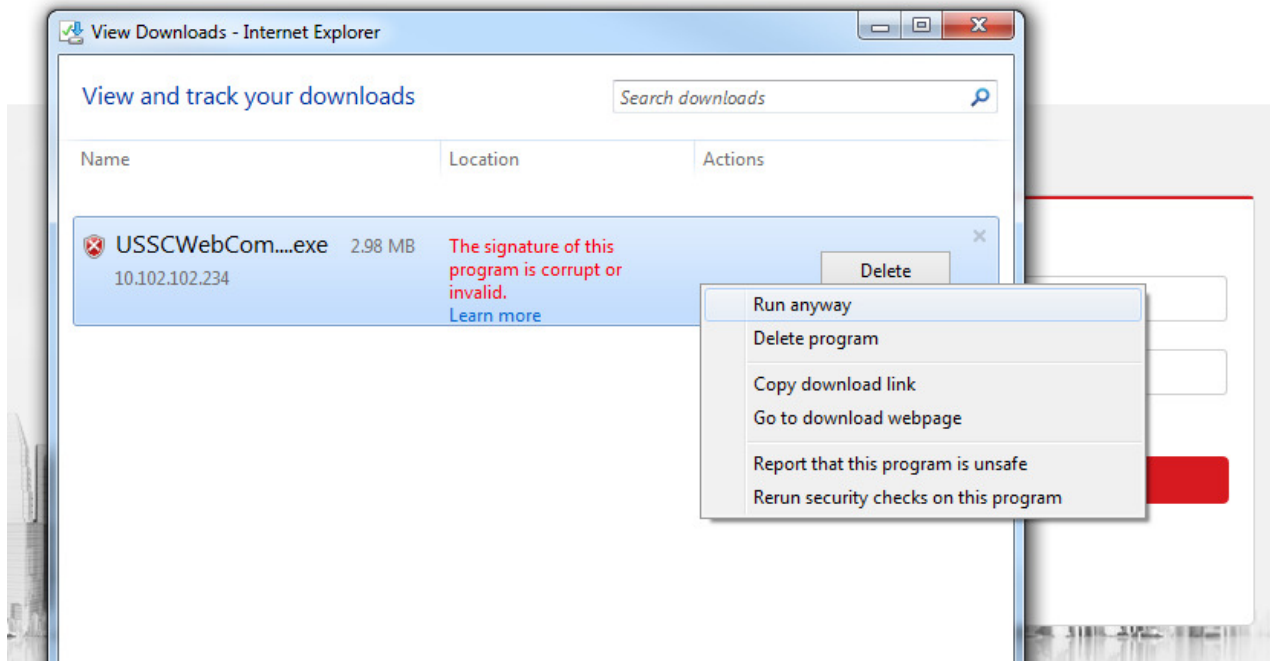 View Downloads - Internet Explorer
View and track your downloads
Search downloads
Name
Location
Actions
USSCWebCom....exe 2.98 MB
10.102.102.234
The signature of this
program is corrupt or
invalid.
Learn more
Delete
Run anyway
Delete program
Copy download link
Go to download webpage
Report that this program is unsafe
Rerun security checks on this program